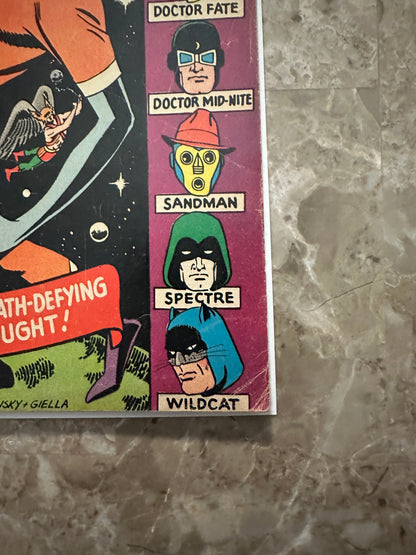 DOCTOR FATE
DOCTOR MID-NITE
SANDMAN
SPECTRE
ATH-DEFYING
UGHT!
WILDCAT
SKY + GIELLA